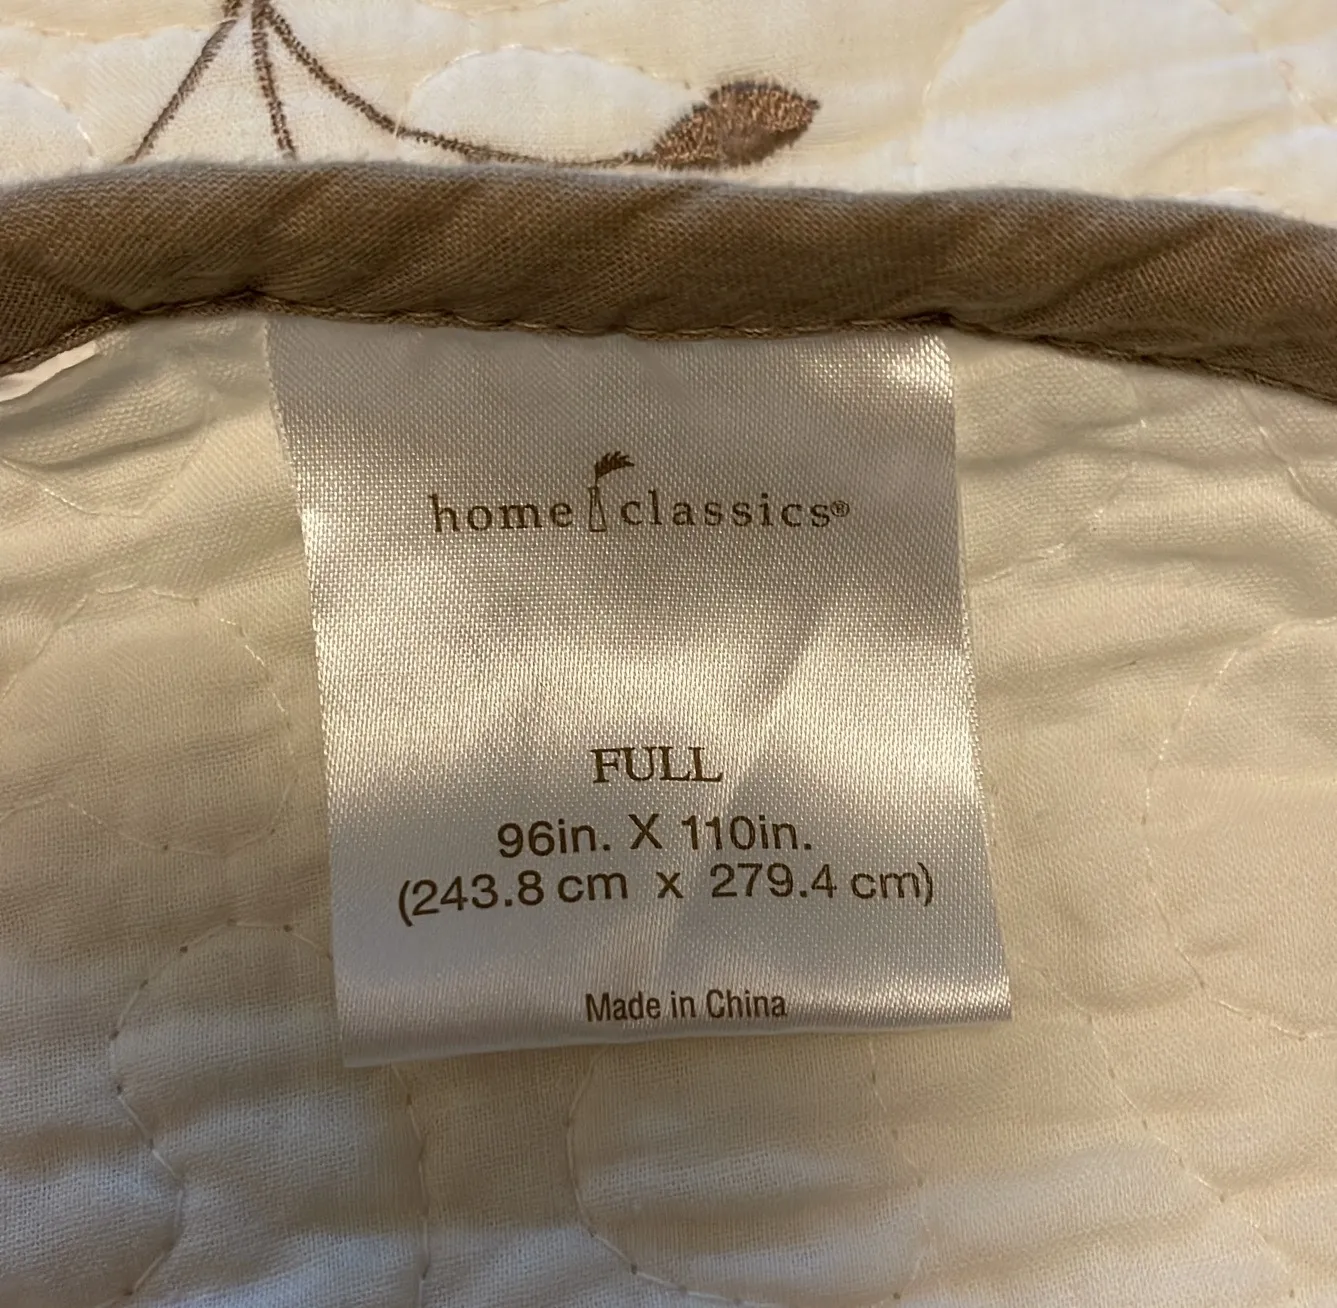 home classics®
FULL
96in. X 110in.
(243.8 cm x 279.4 cm)
Made in China